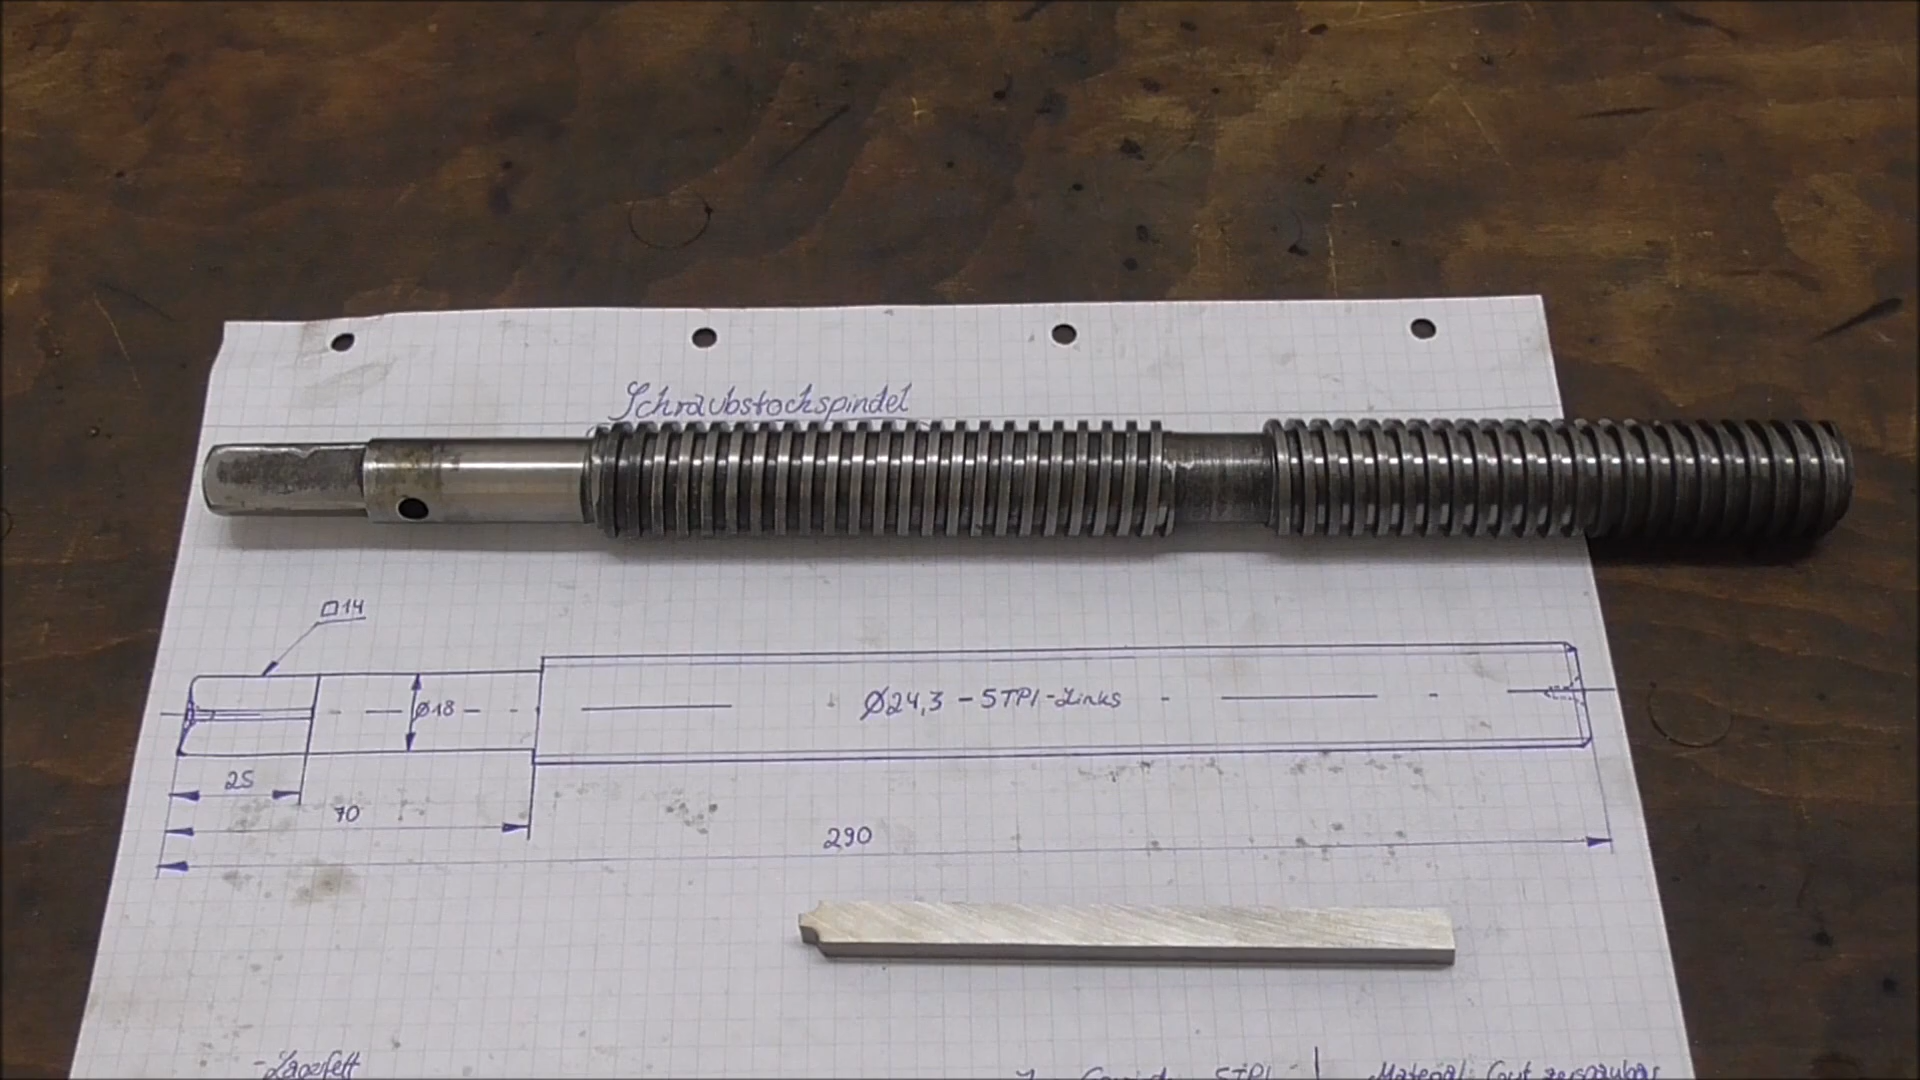 Schraubstockspindel
□14
Ø18
Ø24,3 - 5TPI-Links
25
70
290
-Lagerfett
5TPI
Material: Gut zerspanbar